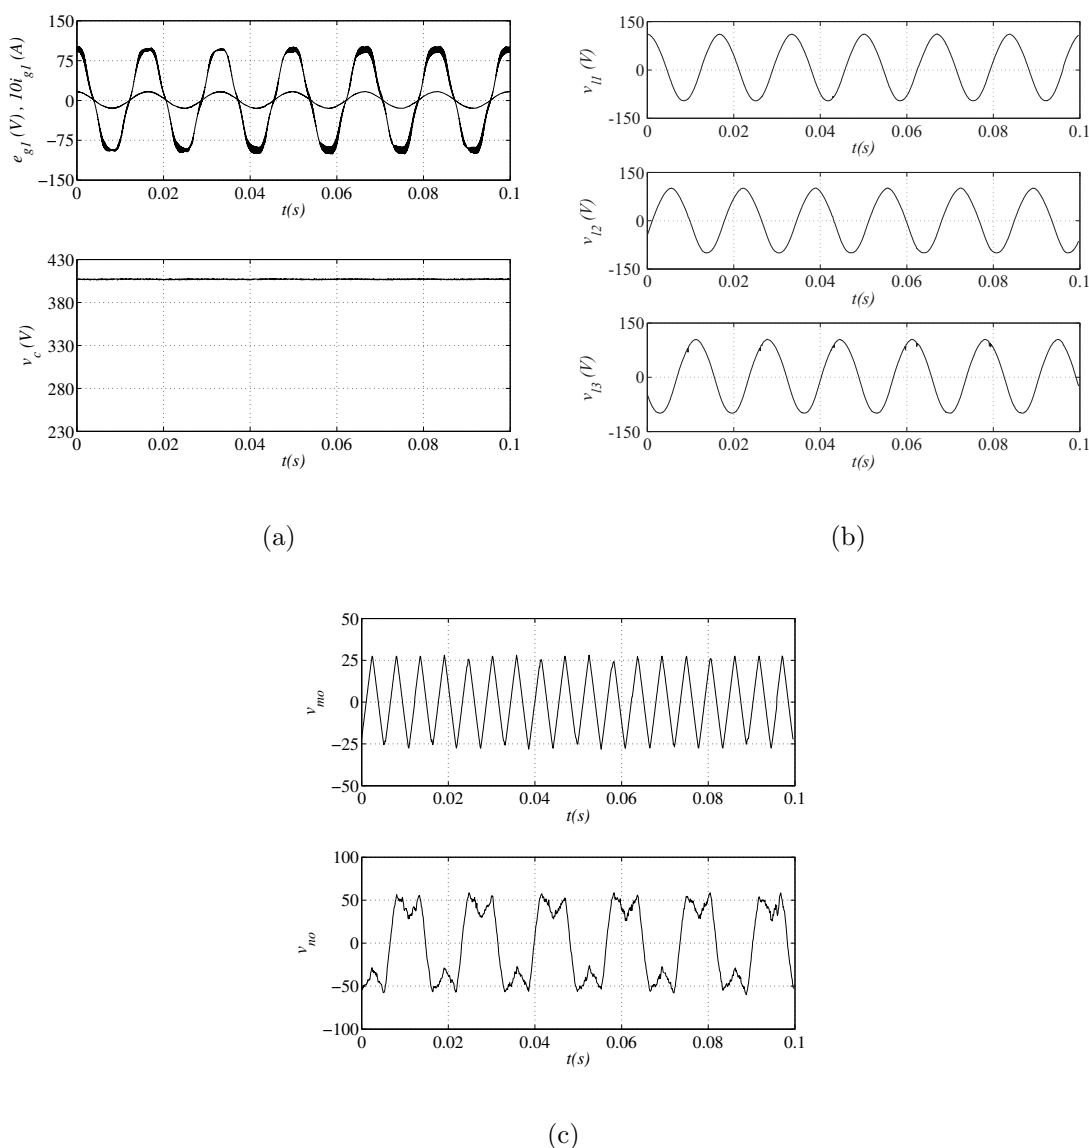 150
75
0
−75
−150
e_{g1} (V), 10i_{g1} (A)
0 0.02 0.04 0.06 0.08 0.1
t(s)
430
380
330
280
230
v_c (V)
0 0.02 0.04 0.06 0.08 0.1
t(s)
(a)
150
0
-150
v_{l1} (V)
0 0.02 0.04 0.06 0.08 0.1
t(s)
150
0
-150
v_{l2} (V)
0 0.02 0.04 0.06 0.08 0.1
t(s)
150
0
-150
v_{l3} (V)
0 0.02 0.04 0.06 0.08 0.1
t(s)
(b)
50
25
0
−25
−50
v_{mo}
0 0.02 0.04 0.06 0.08 0.1
t(s)
100
50
0
−50
−100
v_{no}
0 0.02 0.04 0.06 0.08 0.1
t(s)
(c)